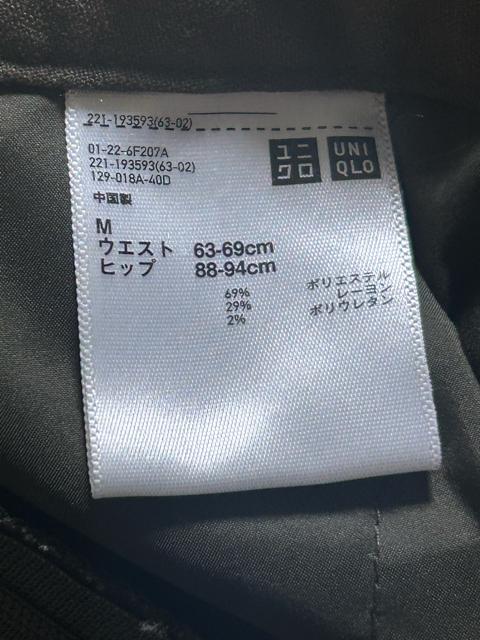 221-193593(63-02)
01-22-6F207A
221-193593(63-02)
129-018A-40D
中国製
ユニ
クロ
UNI
QLO
M
ウエスト 63-69cm
ヒップ 88-94cm
69% ポリエステル
29% レーヨン
2% ポリウレタン